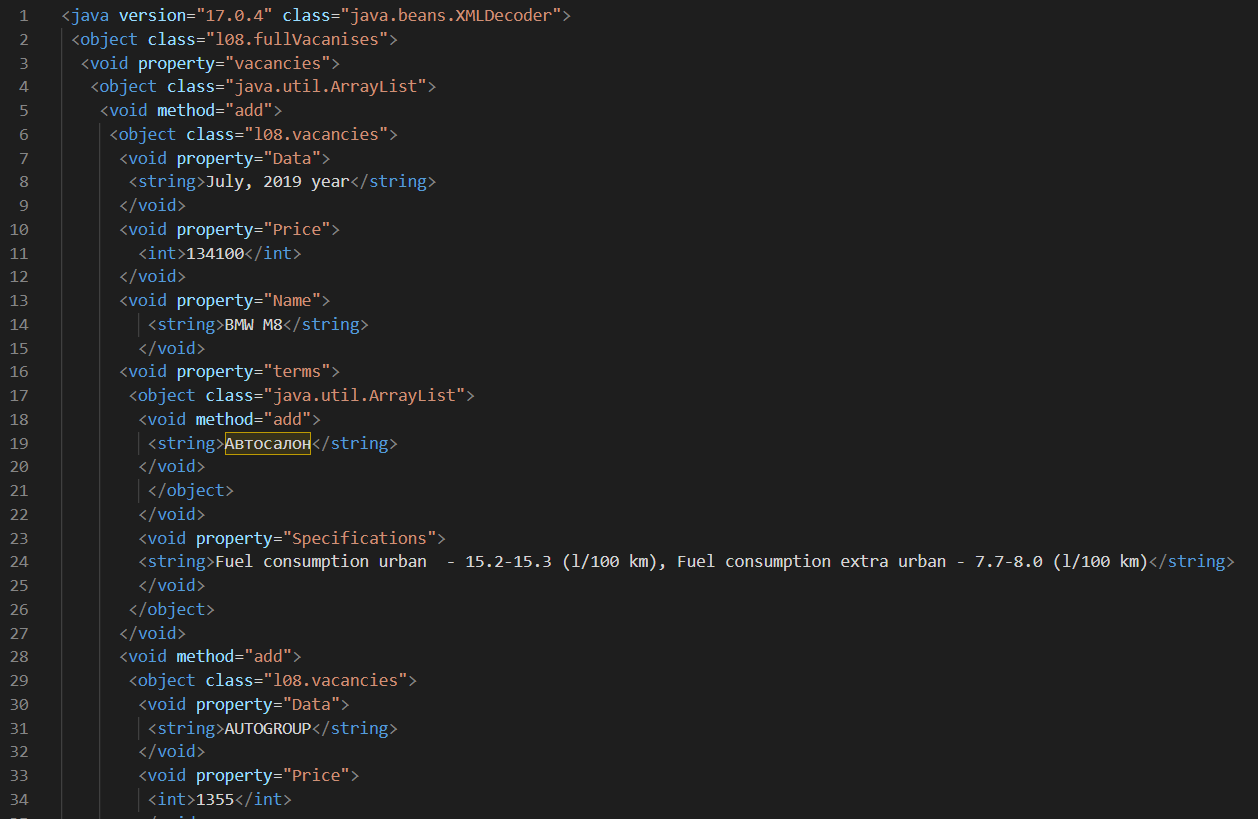 1 <java version="17.0.4" class="java.beans.XMLDecoder">
2 <object class="l08.fullVacanises">
3 <void property="vacancies">
4 <object class="java.util.ArrayList">
5 <void method="add">
6 <object class="l08.vacancies">
7 <void property="Data">
8 <string>July, 2019 year</string>
9 </void>
10 <void property="Price">
11 <int>134100</int>
12 </void>
13 <void property="Name">
14 <string>BMW M8</string>
15 </void>
16 <void property="terms">
17 <object class="java.util.ArrayList">
18 <void method="add">
19 <string>Автосалон</string>
20 </void>
21 </object>
22 </void>
23 <void property="Specifications">
24 <string>Fuel consumption urban  - 15.2-15.3 (l/100 km), Fuel consumption extra urban - 7.7-8.0 (l/100 km)</string>
25 </void>
26 </object>
27 </void>
28 <void method="add">
29 <object class="l08.vacancies">
30 <void property="Data">
31 <string>AUTOGROUP</string>
32 </void>
33 <void property="Price">
34 <int>1355</int>